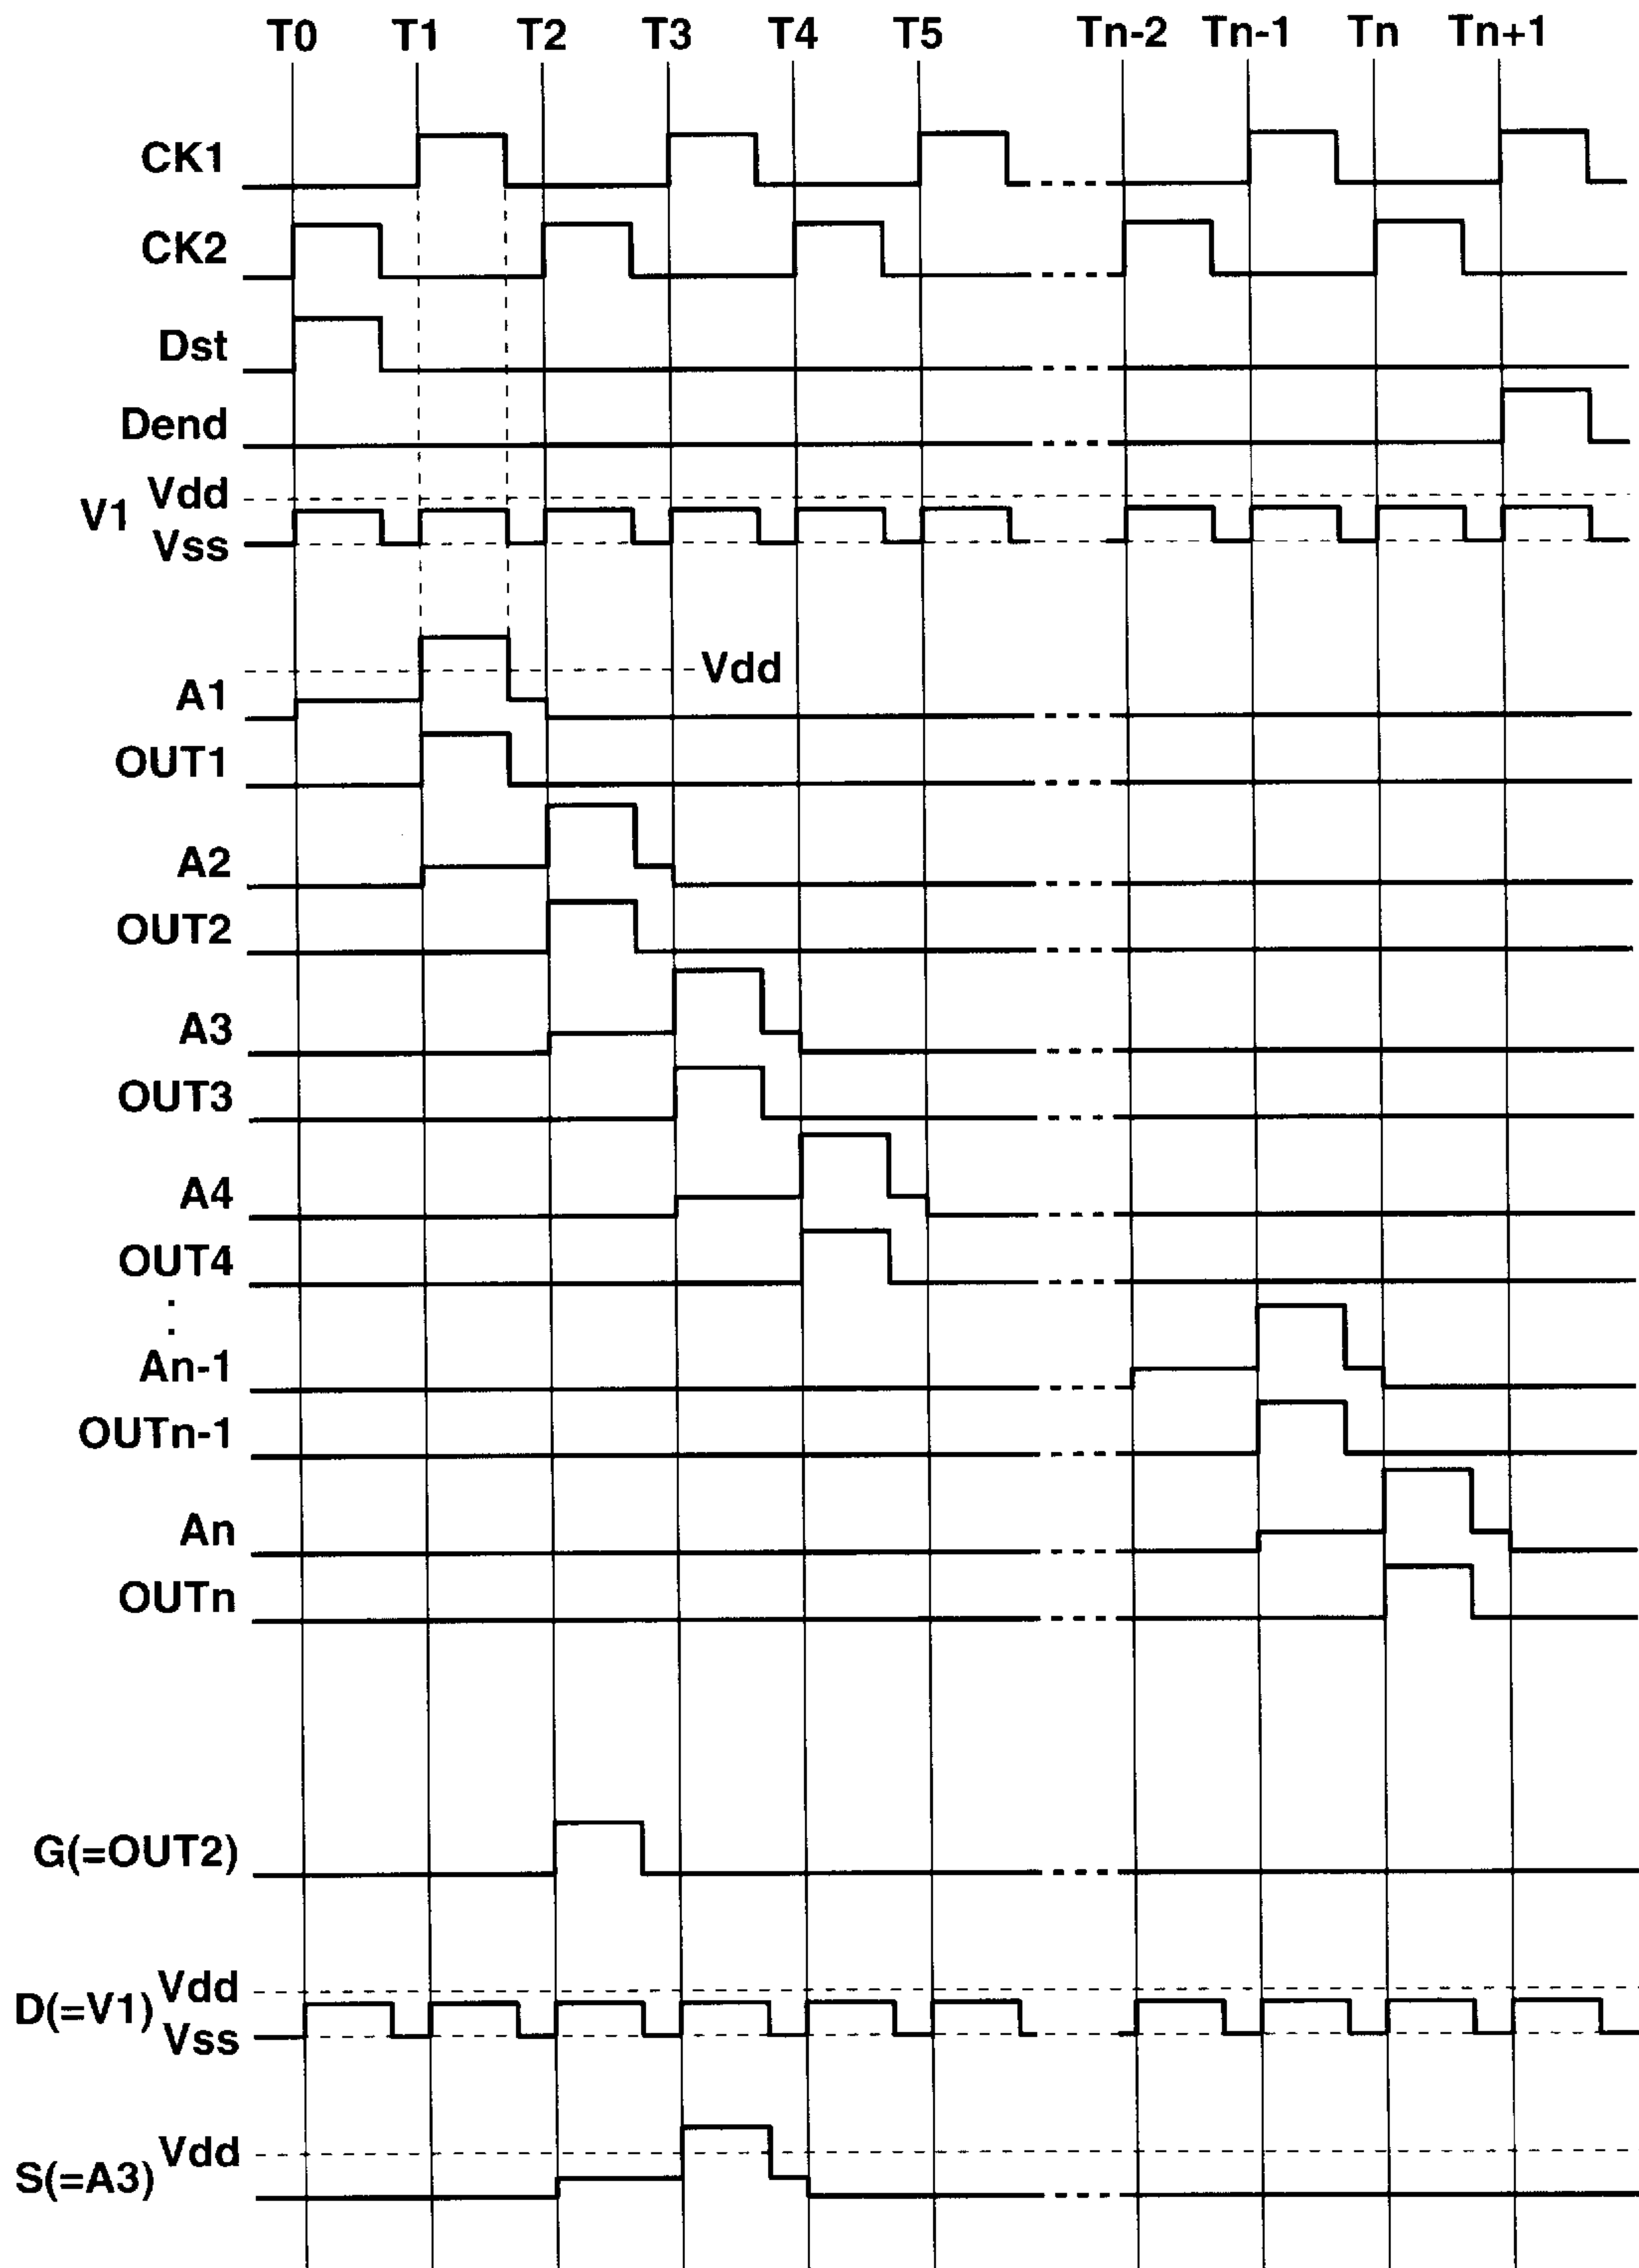 T0 T1 T2 T3 T4 T5 Tn-2 Tn-1 Tn Tn+1
CK1
CK2
Dst
Dend
V1 Vdd
Vss
Vdd
A1
OUT1
A2
OUT2
A3
OUT3
A4
OUT4
:
An-1
OUTn-1
An
OUTn
G(=OUT2)
D(=V1) Vdd
Vss
Vdd
S(=A3)